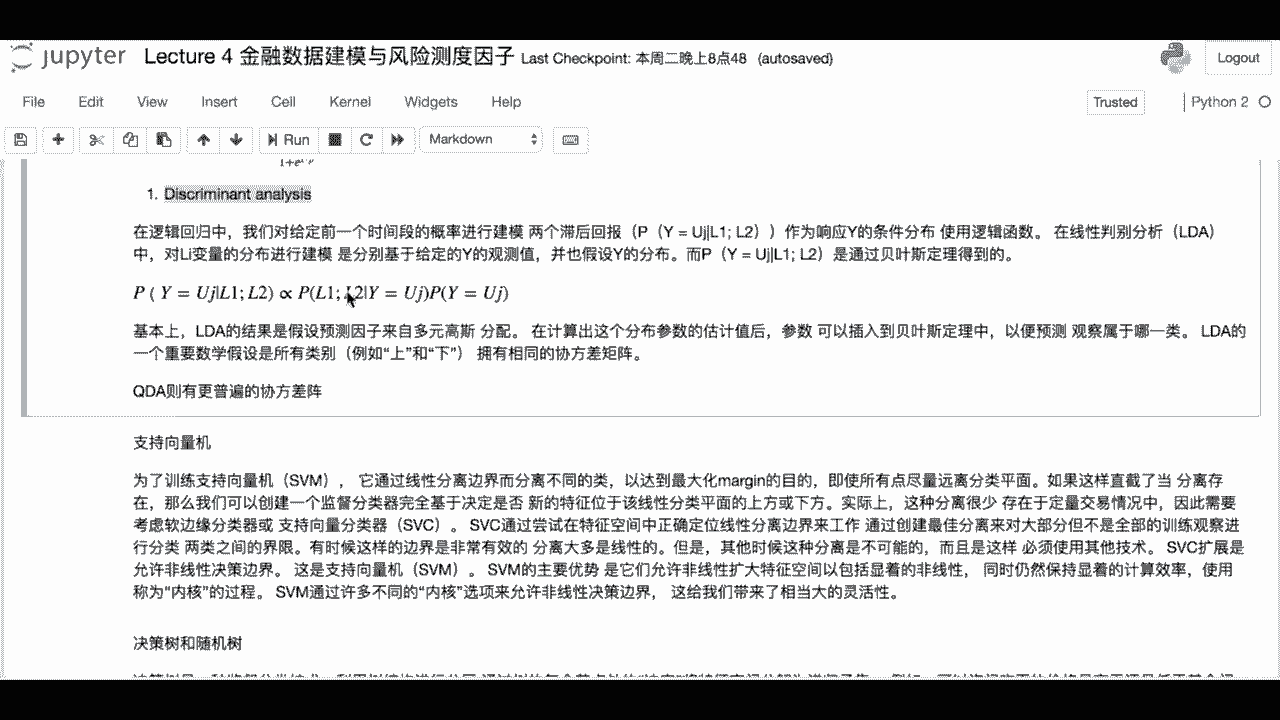 jupyter Lecture 4 金融数据建模与风险测度因子 Last Checkpoint: 本周二晚上8点48 (autosaved) Logout
File Edit View Insert Cell Kernel Widgets Help Trusted Python 2
Run Markdown
1. Discriminant analysis
在逻辑回归中，我们对给定前一个时间段的概率进行建模 两个滞后回报（P（Y = Uj|L1; L2））作为响应Y的条件分布 使用逻辑函数。 在线性判别分析（LDA）
中，对Li变量的分布进行建模 是分别基于给定的Y的观测值，并也假设Y的分布。而P（Y = Uj|L1; L2）是通过贝叶斯定理得到的。
P ( Y = Uj|L1; L2) ∝ P(L1; L2|Y = Uj)P(Y = Uj)
基本上，LDA的结果是假设预测因子来自多元高斯 分配。 在计算出这个分布参数的估计值后，参数 可以插入到贝叶斯定理中，以便预测 观察属于哪一类。 LDA的
一个重要数学假设是所有类别（例如“上”和“下”） 拥有相同的协方差矩阵。
QDA则有更普遍的协方差阵
支持向量机
为了训练支持向量机（SVM）， 它通过线性分离边界而分离不同的类，以达到最大化margin的目的，即使所有点尽量远离分类平面。如果这样直截了当 分离存
在，那么我们可以创建一个监督分类器完全基于决定是否 新的特征位于该线性分类平面的上方或下方。实际上，这种分离很少 存在于定量交易情况中，因此需要
考虑软边缘分类器或 支持向量分类器（SVC）。 SVC通过尝试在特征空间中正确定位线性分离边界来工作 通过创建最佳分离来对大部分但不是全部的训练观察进
行分类 两类之间的界限。有时候这样的边界是非常有效的 分离大多是线性的。但是，其他时候这种分离是不可能的，而且是这样 必须使用其他技术。 SVC扩展是
允许非线性决策边界。 这是支持向量机（SVM）。 SVM的主要优势 是它们允许非线性扩大特征空间以包括显着的非线性， 同时仍然保持显着的计算效率，使用
称为“内核”的过程。 SVM通过许多不同的“内核”选项来允许非线性决策边界， 这给我们带来了相当大的灵活性。
决策树和随机树